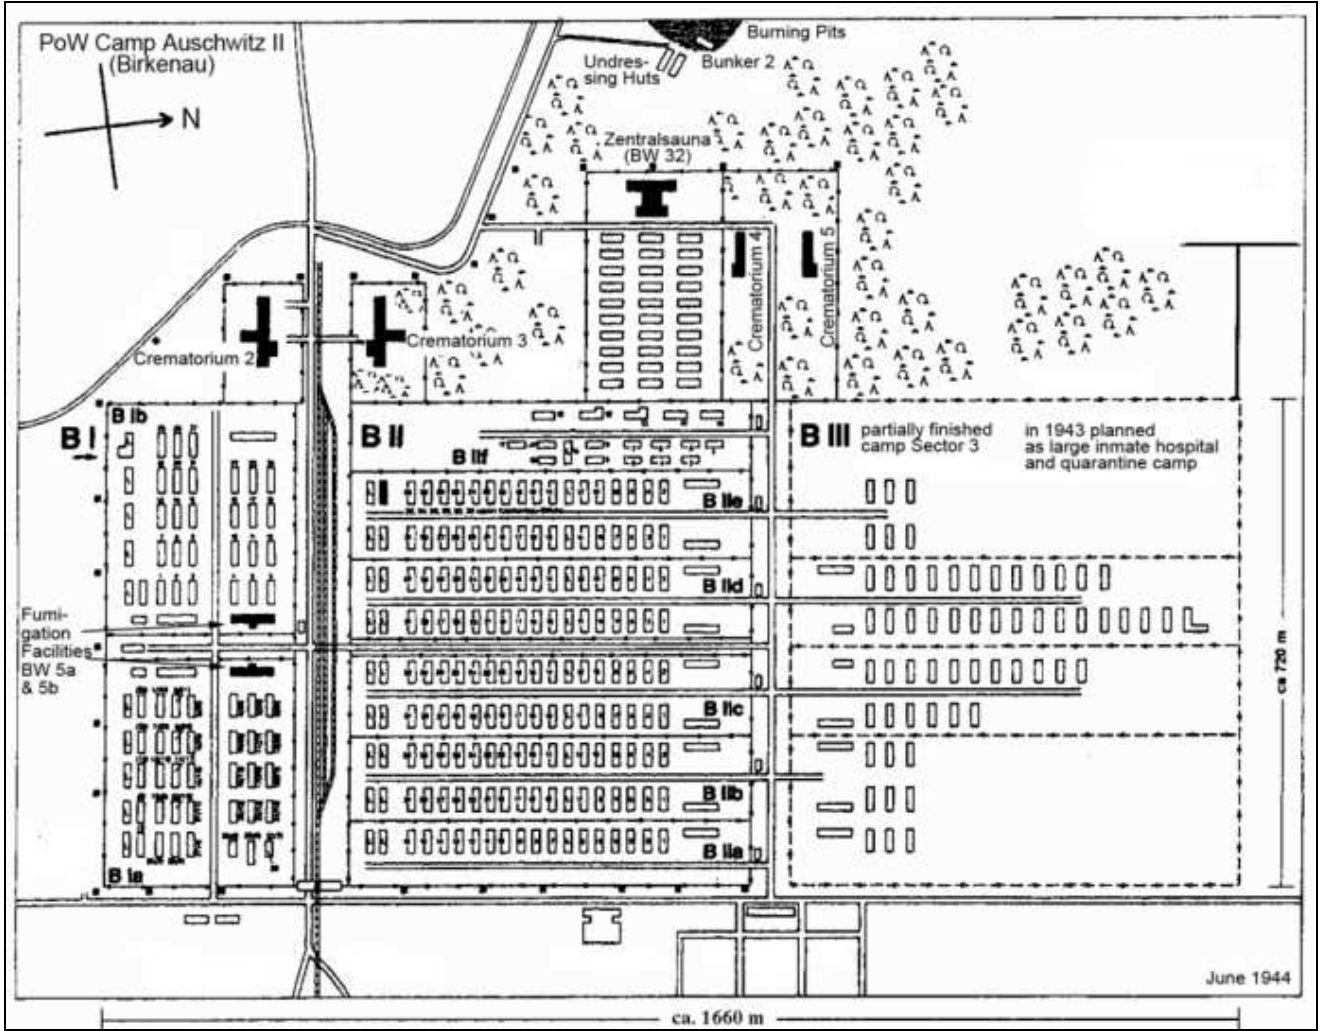 PoW Camp Auschwitz II
(Birkenau)
N
Burning Pits
Undres-
sing Huts
Bunker 2
Zentralsauna
(BW 32)
Crematorium 4
Crematorium 5
Crematorium 2
Crematorium 3
B Ib
B I
B II
B IIf
B III
partially finished
camp Sector 3
in 1943 planned
as large inmate hospital
and quarantine camp
B IIe
B IId
Fumi-
gation
Facilities
BW 5a
& 5b
ca 720 m
B IIc
B IIb
B IIa
B Ia
June 1944
ca. 1660 m